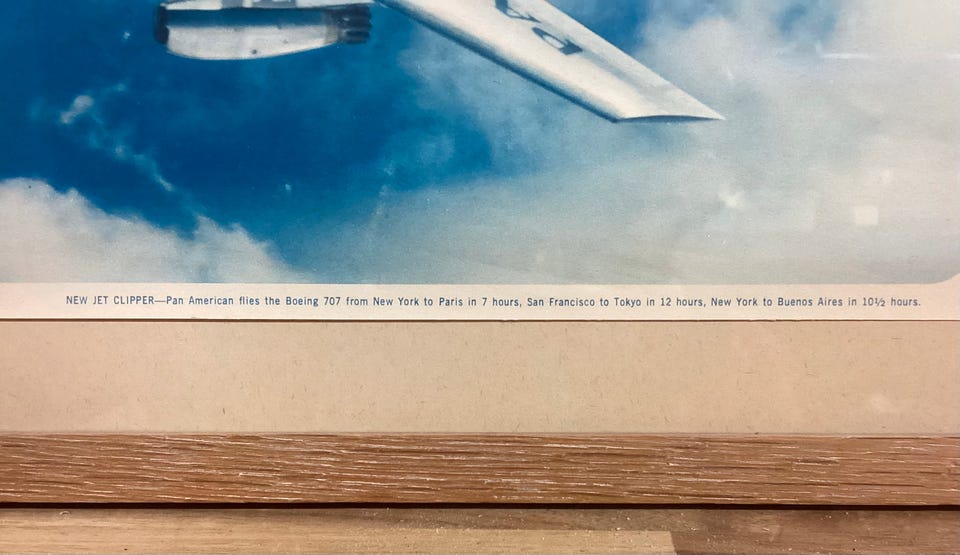 NEW JET CLIPPER—Pan American flies the Boeing 707 from New York to Paris in 7 hours, San Francisco to Tokyo in 12 hours, New York to Buenos Aires in 10½ hours.